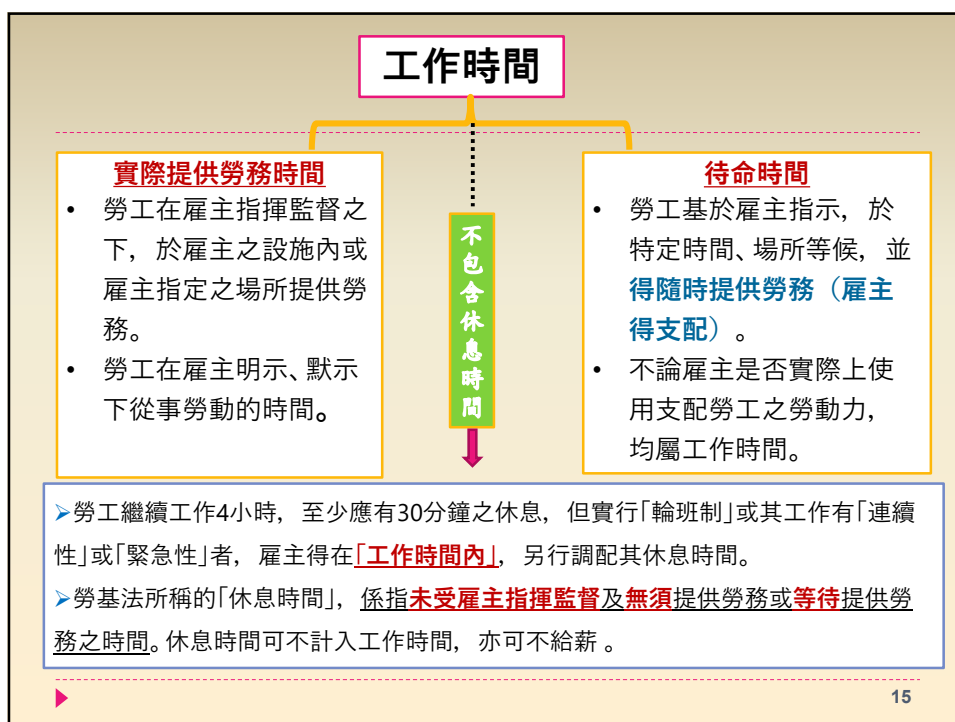 工作時間
實際提供勞務時間
• 勞工在雇主指揮監督之
下，於雇主之設施內或
雇主指定之場所提供勞
務。
• 勞工在雇主明示、默示
下從事勞動的時間。
不包含休息時間
待命時間
• 勞工基於雇主指示，於
特定時間、場所等候，並
得隨時提供勞務（雇主
得支配）。
• 不論雇主是否實際上使
用支配勞工之勞動力，
均屬工作時間。
➢勞工繼續工作4小時，至少應有30分鐘之休息，但實行「輪班制」或其工作有「連續
性」或「緊急性」者，雇主得在「工作時間內」，另行調配其休息時間。
➢勞基法所稱的「休息時間」，係指未受雇主指揮監督及無須提供勞務或等待提供勞
務之時間。休息時間可不計入工作時間，亦可不給薪。
15